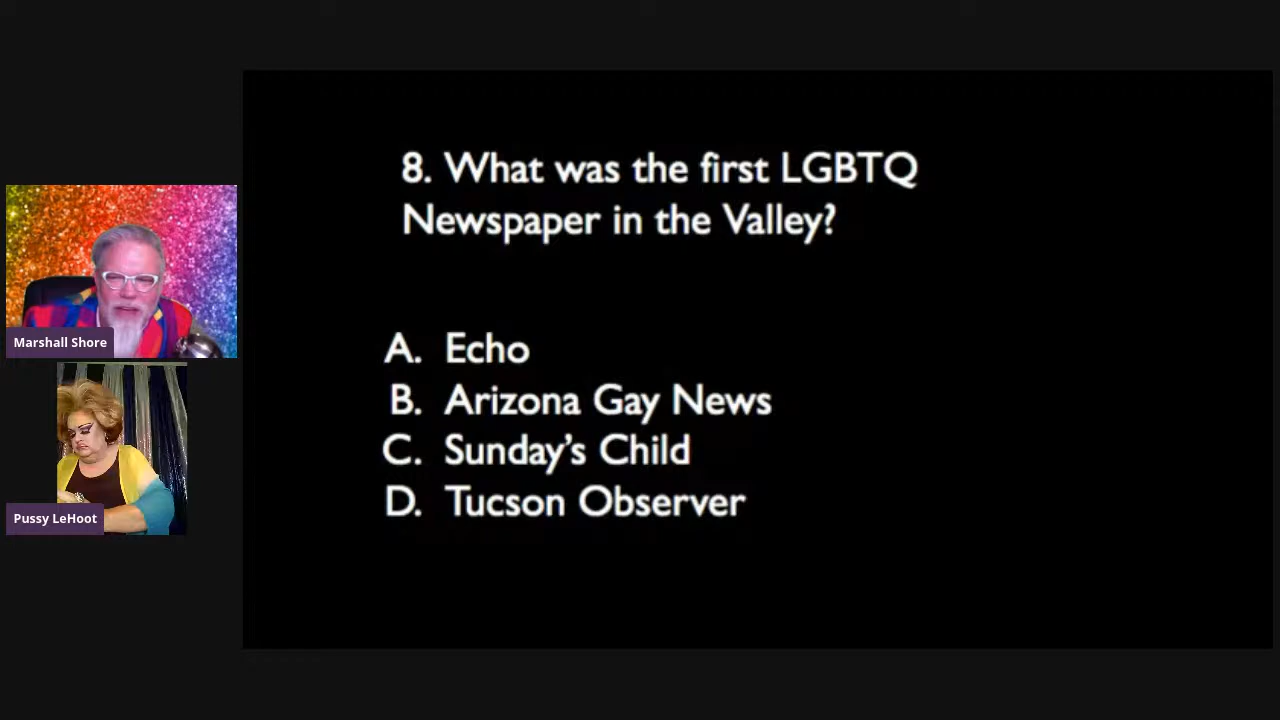 8. What was the first LGBTQ
Newspaper in the Valley?
A. Echo
B. Arizona Gay News
C. Sunday’s Child
D. Tucson Observer
Marshall Shore
Pussy LeHoot